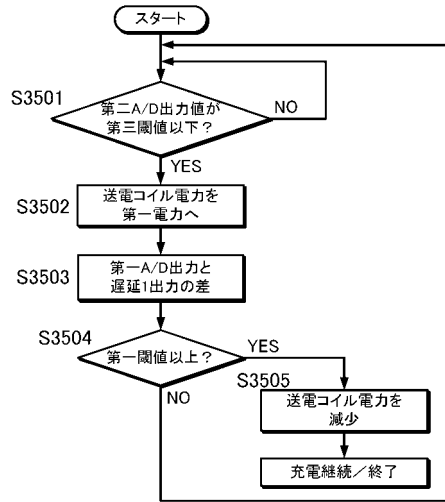 スタート
S3501
第二A/D出力値が
第三閾値以下？
NO
YES
S3502
送電コイル電力を
第一電力へ
S3503
第一A/D出力と
遅延1出力の差
S3504
第一閾値以上？
YES
NO
S3505
送電コイル電力を
減少
充電継続／終了